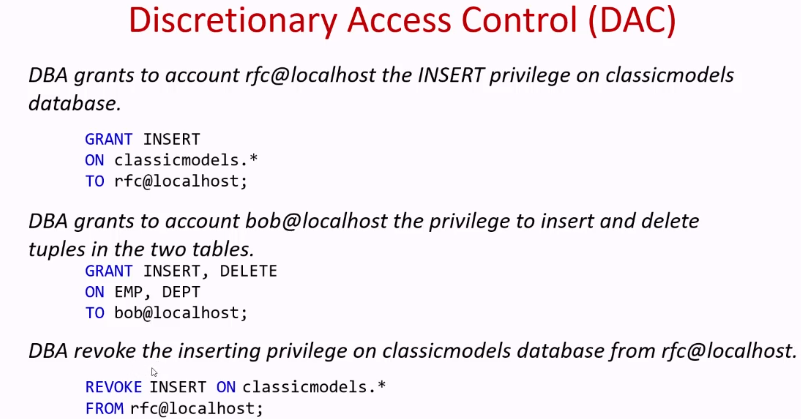 Discretionary Access Control (DAC)
DBA grants to account rfc@localhost the INSERT privilege on classicmodels
database.
GRANT INSERT
ON classicmodels.*
TO rfc@localhost;
DBA grants to account bob@localhost the privilege to insert and delete
tuples in the two tables.
GRANT INSERT, DELETE
ON EMP, DEPT
TO bob@localhost;
DBA revoke the inserting privilege on classicmodels database from rfc@localhost.
REVOKE INSERT ON classicmodels.*
FROM rfc@localhost;